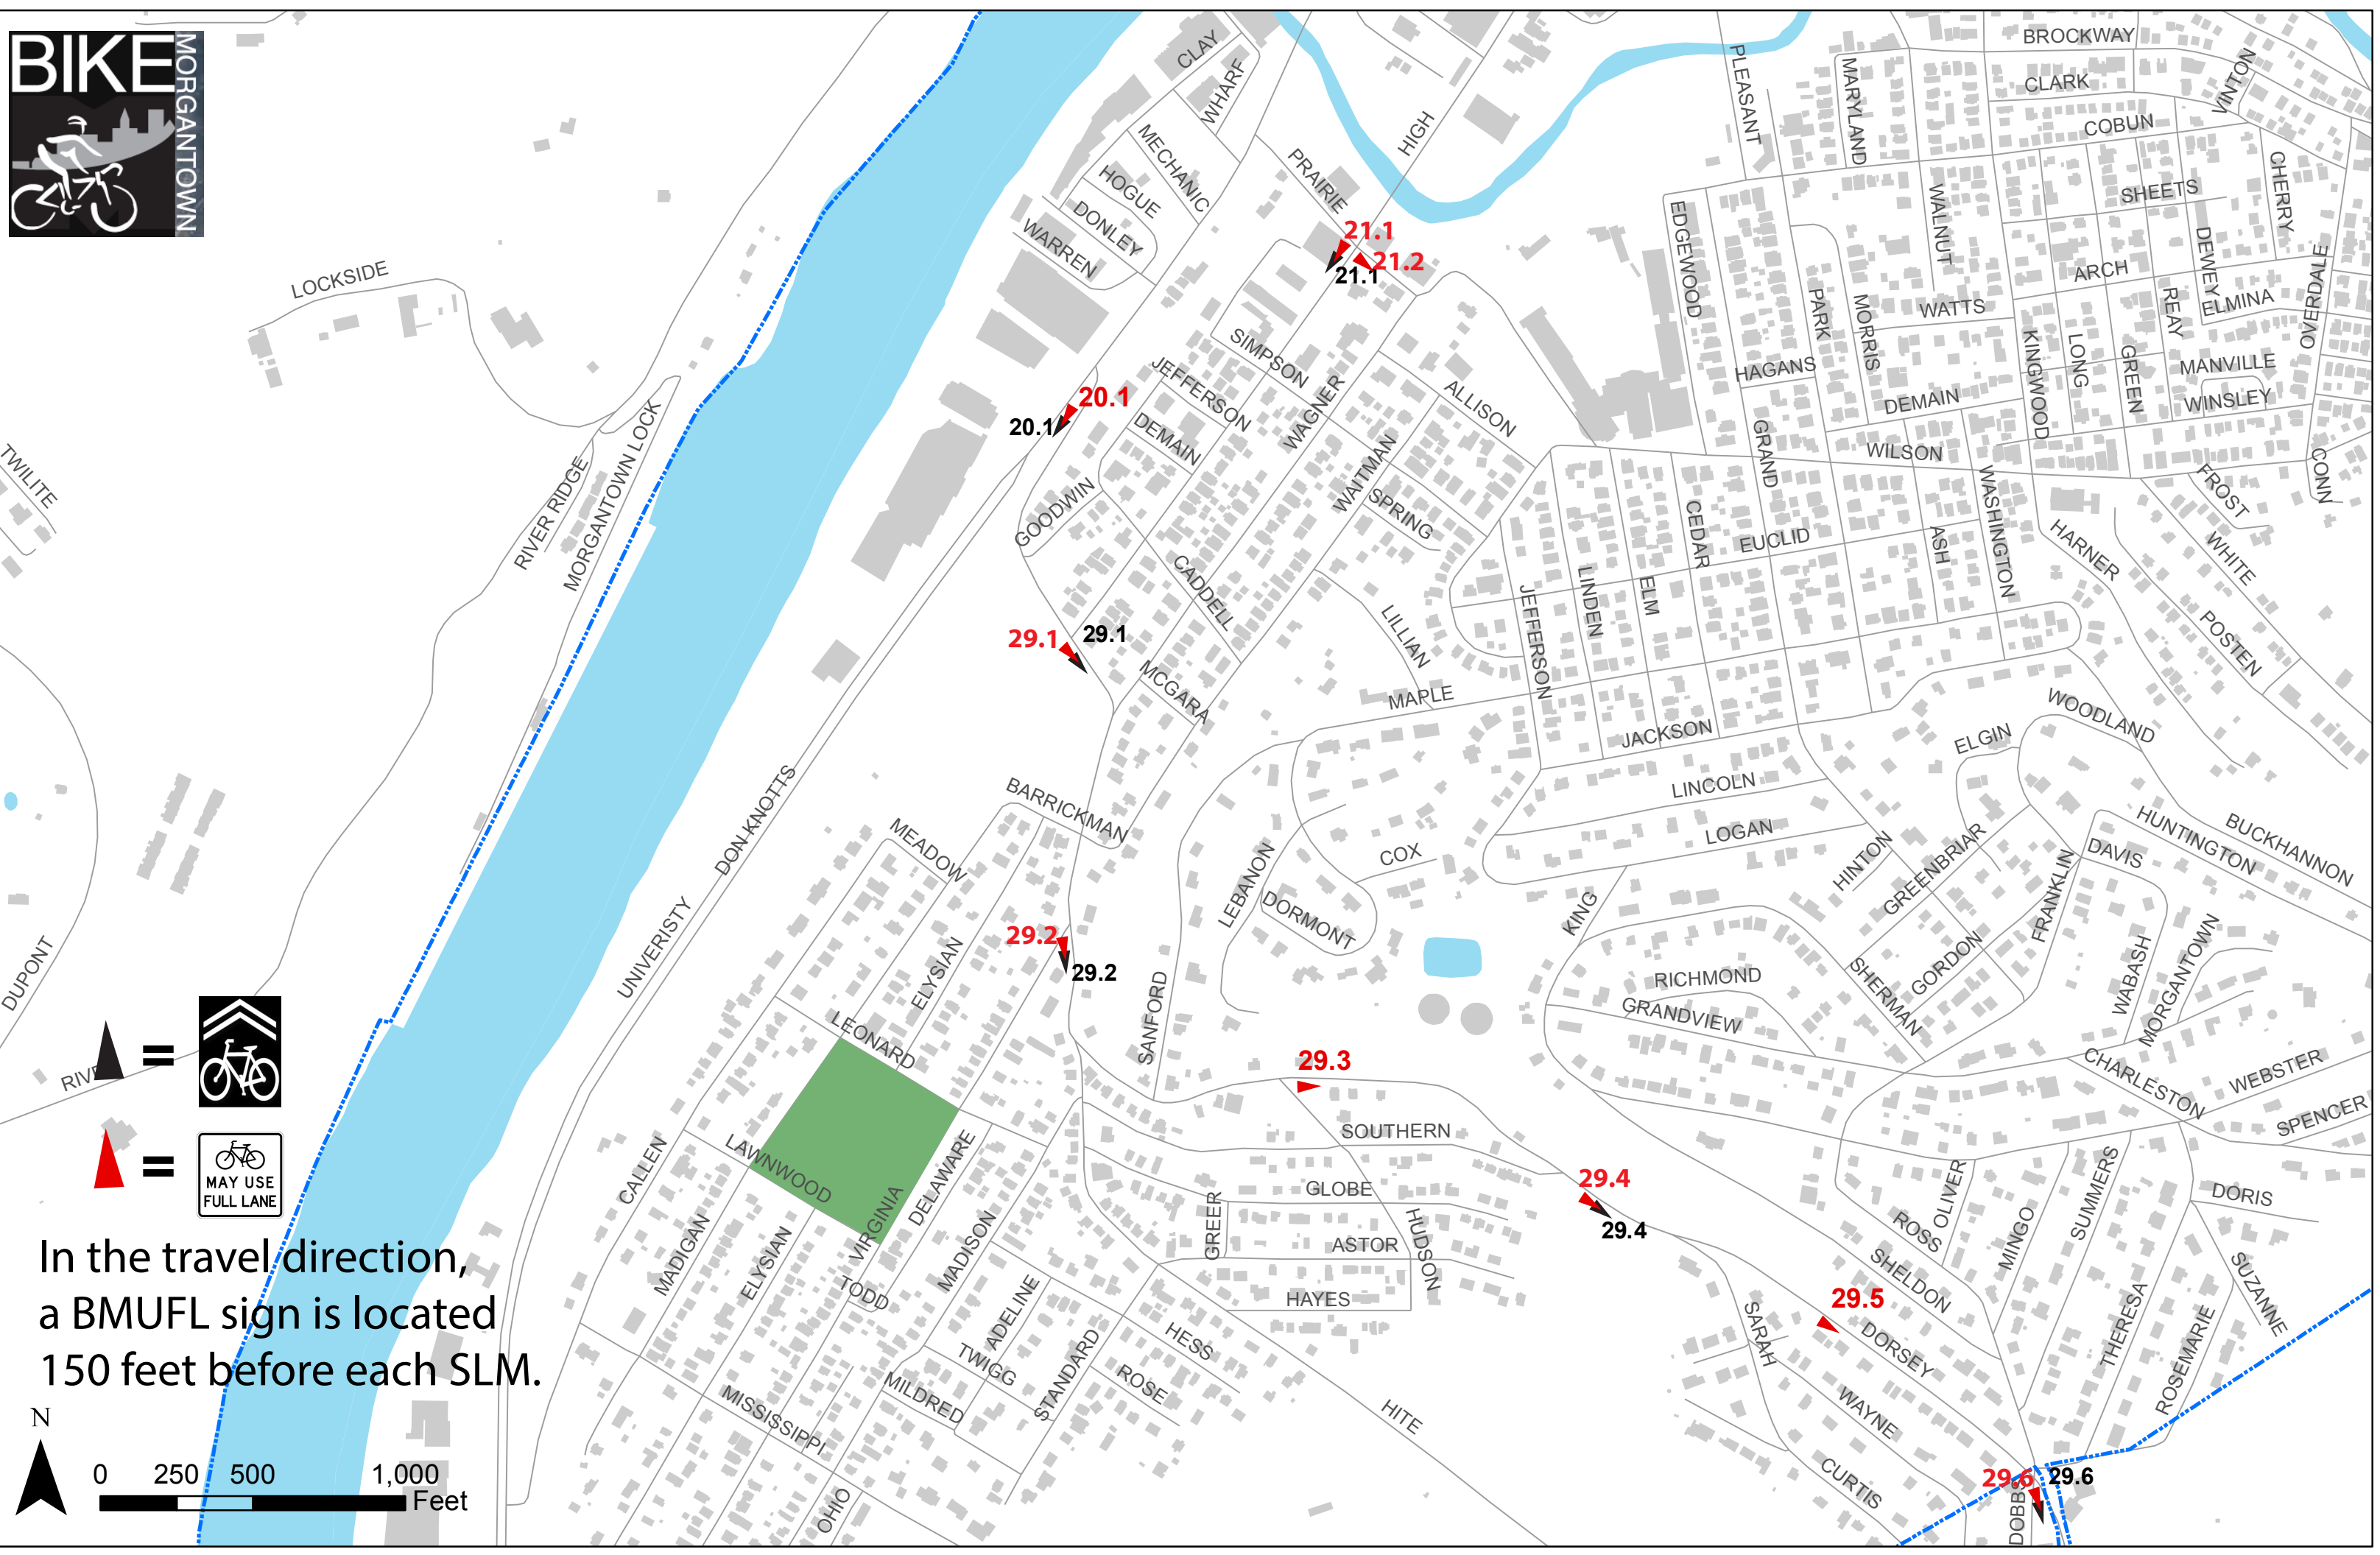 BIKE
MORGANTOWN
CLAY
WHARF
MECHANIC
HOGUE
DONLEY
WARREN
PRAIRIE
HIGH
PLEASANT
MARYLAND
BROCKWAY
CLARK
VINTON
COBUN
CHERRY
SHEETS
WALNUT
EDGEWOOD
DEWEY
ARCH
ELMINA
OVERDALE
REAY
PARK
MORRIS
WATTS
KINGWOOD
LONG
GREEN
MANVILLE
WINSLEY
HAGANS
DEMAIN
WILSON
GRAND
WASHINGTON
FROST
CONN
LOCKSIDE
21.1
21.2
21.1
SIMPSON
JEFFERSON
DEMAIN
WAGNER
ALLISON
WAITMAN
SPRING
20.1
20.1
GOODWIN
TWILITE
RIVER RIDGE
MORGANTOWN LOCK
CADDELL
CEDAR
EUCLID
ASH
HARNER
WHITE
POSTEN
JEFFERSON
LINDEN
ELM
LILLIAN
29.1
29.1
MCGARA
MAPLE
JACKSON
WOODLAND
ELGIN
LINCOLN
LOGAN
BARRICKMAN
MEADOW
DON KNOTTS
UNIVERISTY
LEBANON
COX
DORMONT
HINTON
GREENBRIAR
FRANKLIN
DAVIS
HUNTINGTON
BUCKHANNON
KING
RICHMOND
GRANDVIEW
SHERMAN
GORDON
WABASH
MORGANTOWN
CHARLESTON
WEBSTER
SPENCER
29.2
29.2
ELYSIAN
SANFORD
LEONARD
DUPONT
29.3
SOUTHERN
GLOBE
ASTOR
GREER
HUDSON
HAYES
29.4
29.4
CALLEN
LAWNWOOD
DELAWARE
VIRGINIA
MADIGAN
ELYSIAN
MADISON
TODD
ADELINE
TWIGG
STANDARD
HESS
ROSE
MILDRED
MISSISSIPPI
OHIO
HITE
ROSS
OLIVER
MINGO
SUMMERS
DORIS
SUZANNE
SHELDON
29.5
DORSEY
SARAH
WAYNE
CURTIS
THERESA
ROSEMARIE
29.6
29.6
DOBBS
=
=
MAY USE
FULL LANE
In the travel direction,
a BMUFL sign is located
150 feet before each SLM.
N
0 250 500 1,000
Feet